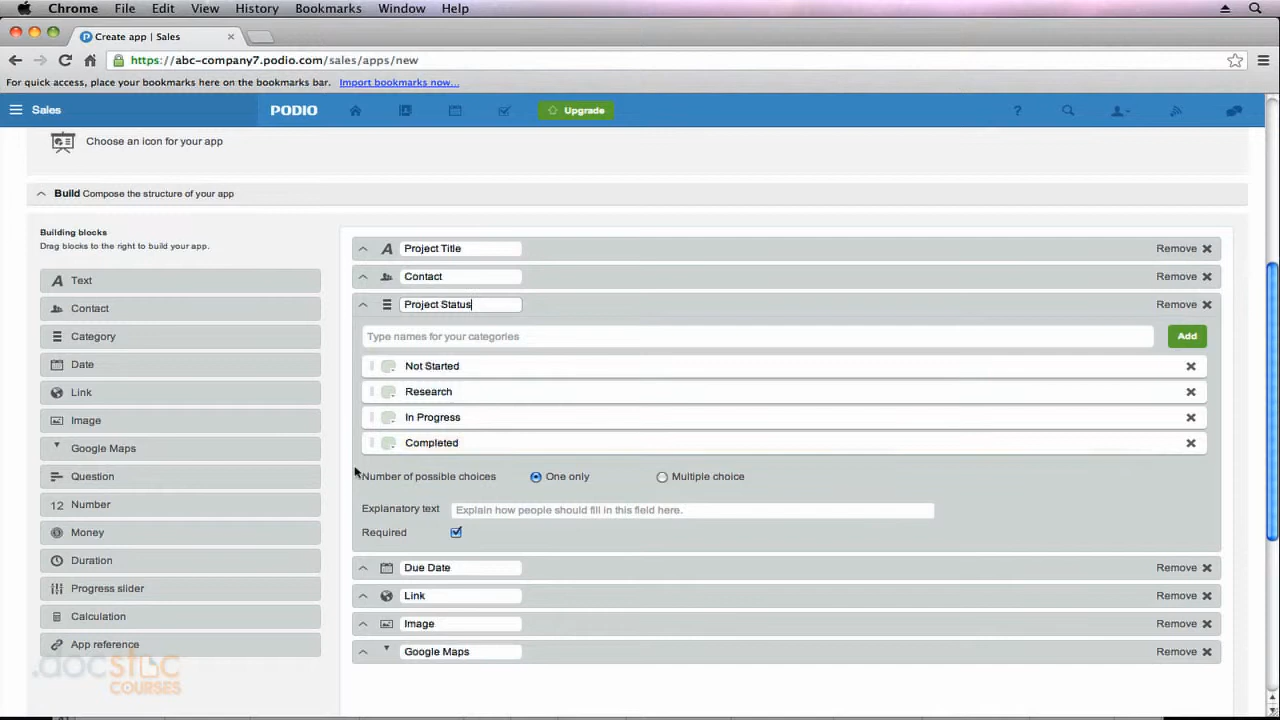 Chrome File Edit View History Bookmarks Window Help
Create app | Sales
https://abc-company7.podio.com/sales/apps/new
For quick access, place your bookmarks here on the bookmarks bar. Import bookmarks now...
Sales PODIO Upgrade ?
Choose an icon for your app
Build Compose the structure of your app
Building blocks
Drag blocks to the right to build your app.
Text
Contact
Category
Date
Link
Image
Google Maps
Question
12 Number
Money
Duration
Progress slider
Calculation
App reference
A Project Title Remove
Contact Remove
Project Status Remove
Type names for your categories Add
Not Started
Research
In Progress
Completed
Number of possible choices One only Multiple choice
Explanatory text Explain how people should fill in this field here.
Required
Due Date Remove
Link Remove
Image Remove
Google Maps Remove
.docstoc
COURSES